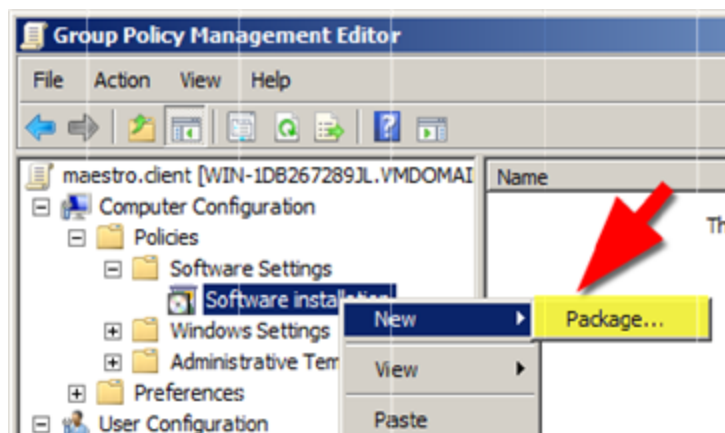 Group Policy Management Editor
File Action View Help
maestro.client [WIN-1DB267289JL.VMDOMAI
Name
Th
Computer Configuration
Policies
Software Settings
Software installation
New
Package...
Windows Settings
Administrative Tem
View
Preferences
Paste
User Configuration